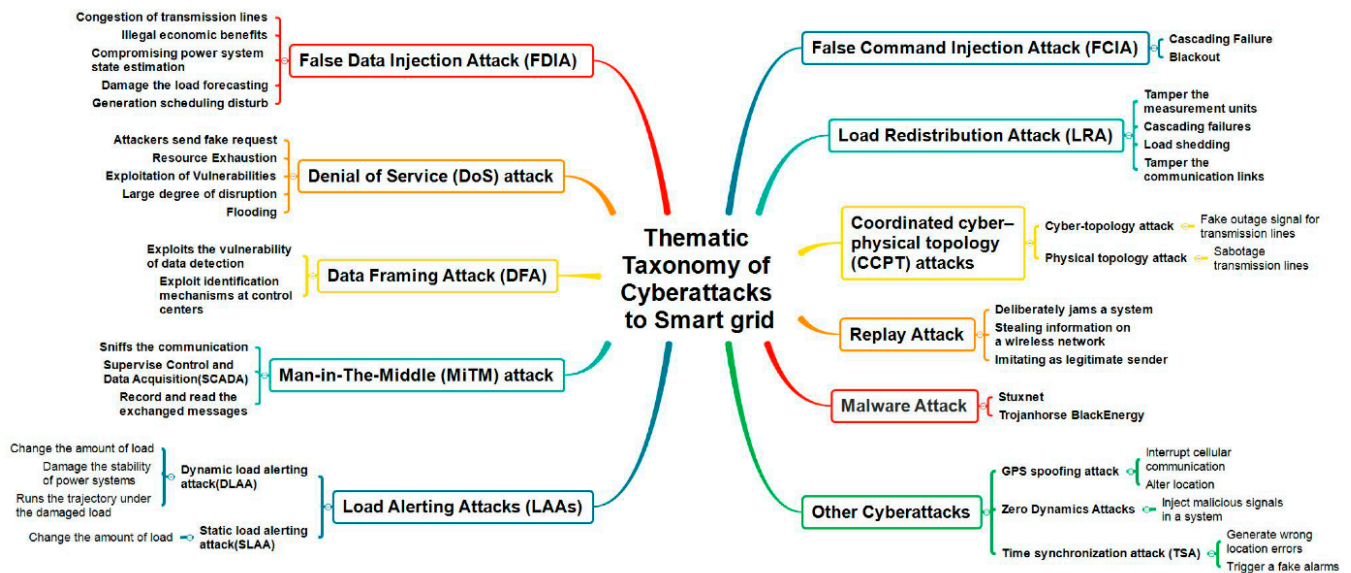 Thematic
Taxonomy of
Cyberattacks
to Smart grid
False Data Injection Attack (FDIA)
Congestion of transmission lines
Illegal economic benefits
Compromising power system
state estimation
Damage the load forecasting
Generation scheduling disturb
Denial of Service (DoS) attack
Attackers send fake request
Resource Exhaustion
Exploitation of Vulnerabilities
Large degree of disruption
Flooding
Data Framing Attack (DFA)
Exploits the vulnerability
of data detection
Exploit identification
mechanisms at control
centers
Man-in-The-Middle (MiTM) attack
Sniffs the communication
Supervise Control and
Data Acquisition(SCADA)
Record and read the
exchanged messages
Load Alerting Attacks (LAAs)
Dynamic load alerting
attack(DLAA)
Change the amount of load
Damage the stability
of power systems
Runs the trajectory under
the damaged load
Static load alerting
attack(SLAA)
Change the amount of load
False Command Injection Attack (FCIA)
Cascading Failure
Blackout
Load Redistribution Attack (LRA)
Tamper the
measurement units
Cascading failures
Load shedding
Tamper the
communication links
Coordinated cyber–
physical topology
(CCPT) attacks
Cyber-topology attack
Fake outage signal for
transmission lines
Physical topology attack
Sabotage
transmission lines
Replay Attack
Deliberately jams a system
Stealing information on
a wireless network
Imitating as legitimate sender
Malware Attack
Stuxnet
Trojanhorse BlackEnergy
Other Cyberattacks
GPS spoofing attack
Interrupt cellular
communication
Alter location
Zero Dynamics Attacks
Inject malicious signals
in a system
Time synchronization attack (TSA)
Generate wrong
location errors
Trigger a fake alarms